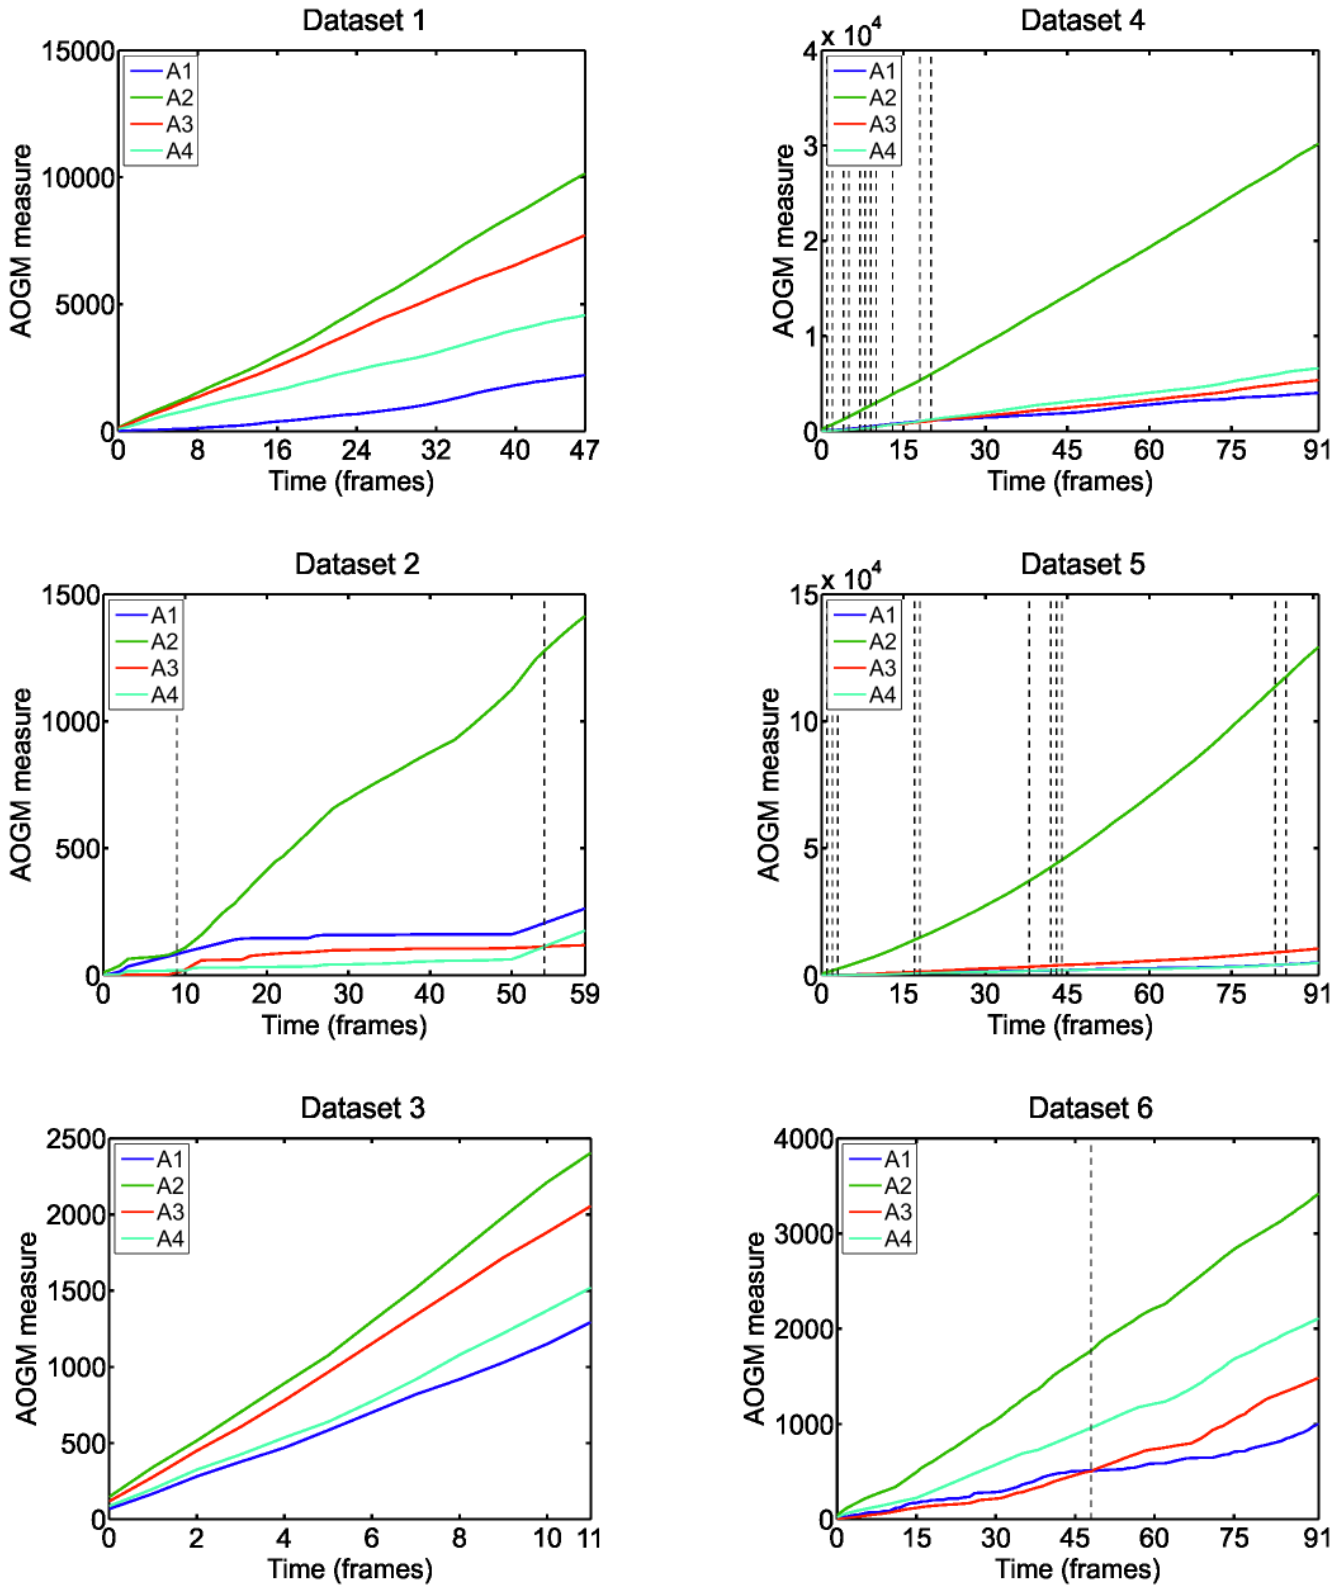 Dataset 1
15000
10000
5000
0
AOGM measure
A1
A2
A3
A4
0 8 16 24 32 40 47
Time (frames)
Dataset 4
x 10^4
4
3
2
1
0
AOGM measure
A1
A2
A3
A4
0 15 30 45 60 75 91
Time (frames)
Dataset 2
1500
1000
500
0
AOGM measure
A1
A2
A3
A4
0 10 20 30 40 50 59
Time (frames)
Dataset 5
x 10^4
15
10
5
0
AOGM measure
A1
A2
A3
A4
0 15 30 45 60 75 91
Time (frames)
Dataset 3
2500
2000
1500
1000
500
0
AOGM measure
A1
A2
A3
A4
0 2 4 6 8 10 11
Time (frames)
Dataset 6
4000
3000
2000
1000
0
AOGM measure
A1
A2
A3
A4
0 15 30 45 60 75 91
Time (frames)